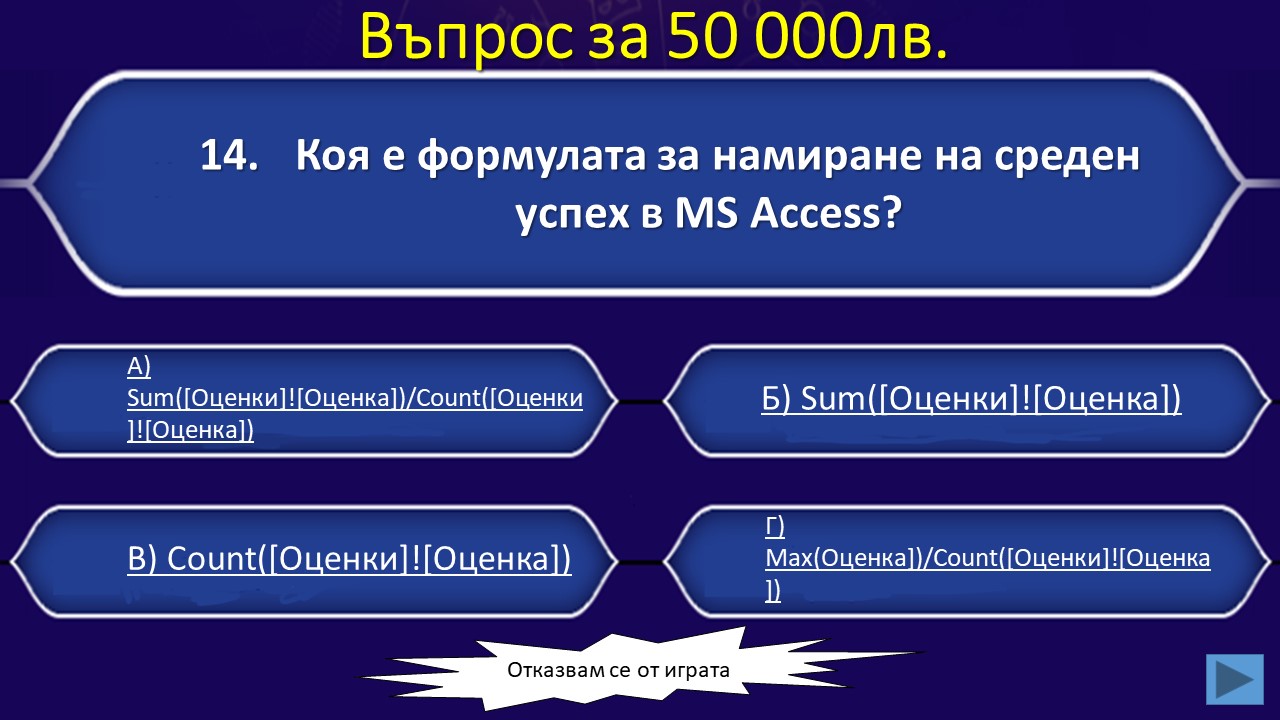 Въпрос за 50 000лв.
14. Коя е формулата за намиране на среден
успех в MS Access?
А)
Sum([Оценки]![Оценка])/Count([Оценки
]![Оценка])
Б) Sum([Оценки]![Оценка])
В) Count([Оценки]![Оценка])
Г)
Max(Оценка])/Count([Оценки]![Оценка
])
Отказвам се от играта